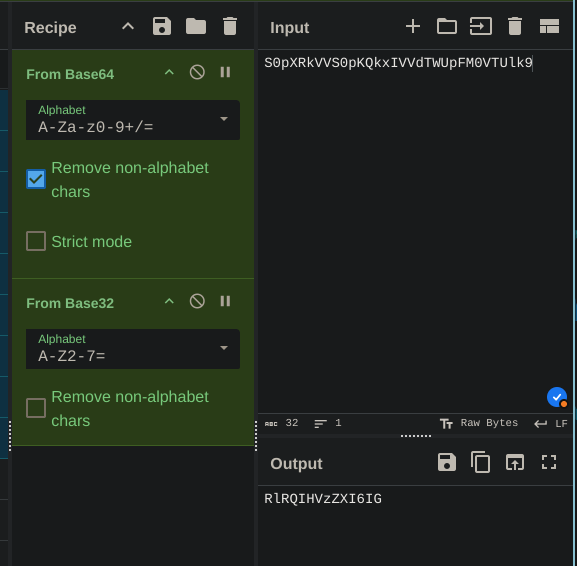 Recipe
From Base64
Alphabet
A-Za-z0-9+/=
Remove non-alphabet
chars
Strict mode
From Base32
Alphabet
A-Z2-7=
Remove non-alphabet
chars
Input
S0pXRkVVS0pKQkxIVVdTWUpFM0VTUlk9
ABC 32 1
Raw Bytes LF
Output
RlRQIHVzZXI6IG